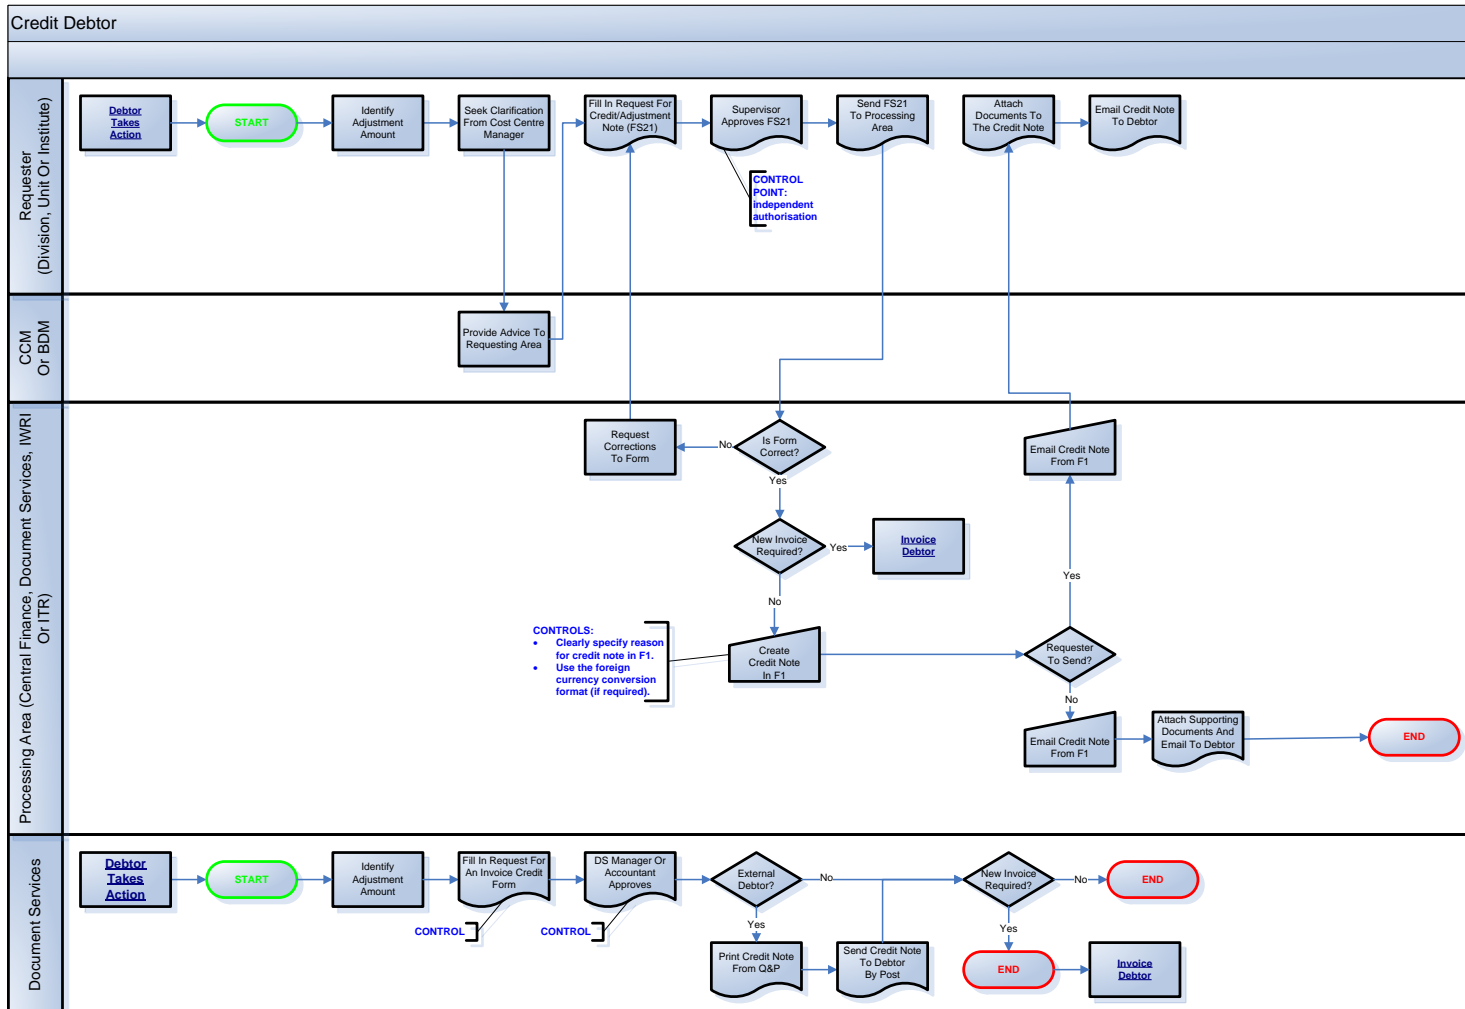 Credit Debtor
Requester
(Division, Unit Or Institute)
Debtor
Takes
Action
START
Identify
Adjustment
Amount
Seek Clarification
From Cost Centre
Manager
Fill In Request For
Credit/Adjustment
Note (FS21)
Supervisor
Approves FS21
Send FS21
To Processing
Area
Attach
Documents To
The Credit Note
Email Credit Note
To Debtor
CONTROL
POINT:
independent
authorisation
CCM
Or BDM
Provide Advice To
Requesting Area
Processing Area (Central Finance, Document Services, IWRI
Or ITR)
Request
Corrections
To Form
No
Is Form
Correct?
Yes
Email Credit Note
From F1
New Invoice
Required?
Yes
Invoice
Debtor
No
Yes
CONTROLS:
• Clearly specify reason
for credit note in F1.
• Use the foreign
currency conversion
format (if required).
Create
Credit Note
In F1
Requester
To Send?
No
Email Credit Note
From F1
Attach Supporting
Documents And
Email To Debtor
END
Document Services
Debtor
Takes
Action
START
Identify
Adjustment
Amount
Fill In Request For
An Invoice Credit
Form
DS Manager Or
Accountant
Approves
External
Debtor?
No
New Invoice
Required?
No
END
CONTROL
CONTROL
Yes
Yes
Print Credit Note
From Q&P
Send Credit Note
To Debtor
By Post
END
Invoice
Debtor